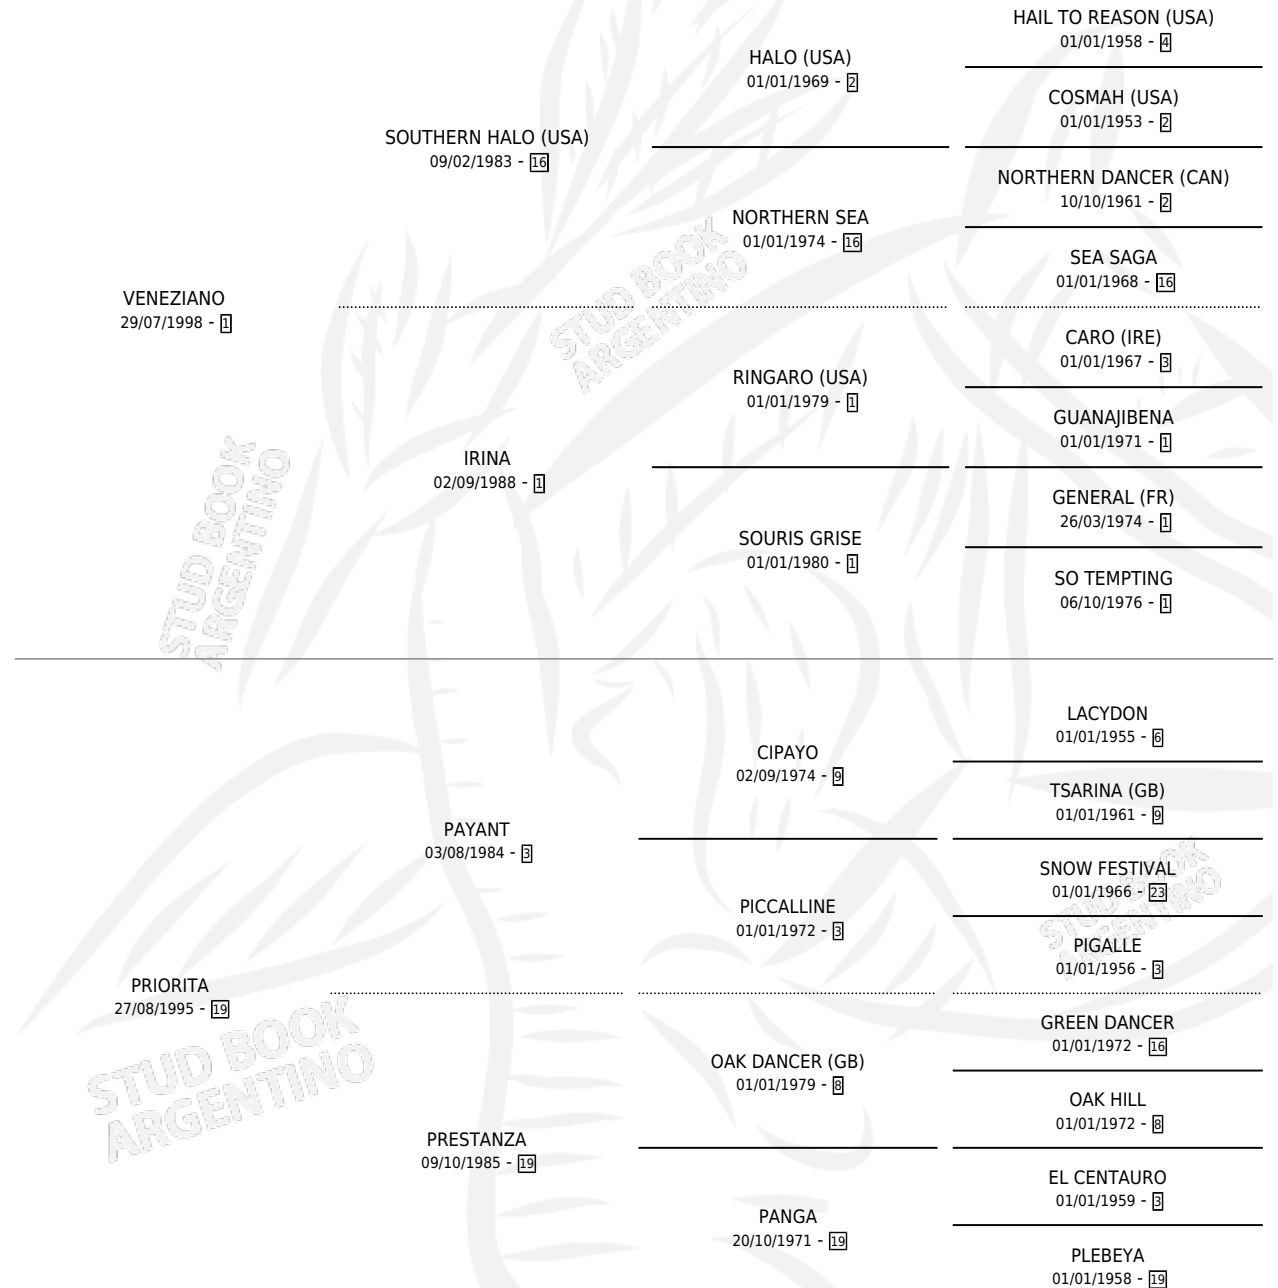 HAIL TO REASON (USA)
01/01/1958 - 4
HALO (USA)
01/01/1969 - 2
COSMAH (USA)
01/01/1953 - 2
SOUTHERN HALO (USA)
09/02/1983 - 16
NORTHERN DANCER (CAN)
10/10/1961 - 2
NORTHERN SEA
01/01/1974 - 16
SEA SAGA
01/01/1968 - 16
VENEZIANO
29/07/1998 - 1
CARO (IRE)
01/01/1967 - 3
RINGARO (USA)
01/01/1979 - 1
GUANAJIBENA
01/01/1971 - 1
IRINA
02/09/1988 - 1
GENERAL (FR)
26/03/1974 - 1
SOURIS GRISE
01/01/1980 - 1
SO TEMPTING
06/10/1976 - 1
STUD BOOK
ARGENTINO
STUD BOOK
ARGENTINO
LACYDON
01/01/1955 - 6
CIPAYO
02/09/1974 - 9
TSARINA (GB)
01/01/1961 - 9
PAYANT
03/08/1984 - 3
SNOW FESTIVAL
01/01/1966 - 23
PICCALLINE
01/01/1972 - 3
PIGALLE
01/01/1956 - 3
PRIORITA
27/08/1995 - 19
GREEN DANCER
01/01/1972 - 16
OAK DANCER (GB)
01/01/1979 - 8
OAK HILL
01/01/1972 - 8
PRESTANZA
09/10/1985 - 19
EL CENTAURO
01/01/1959 - 3
PANGA
20/10/1971 - 19
PLEBEYA
01/01/1958 - 19
STUD BOOK
ARGENTINO
STUD BOOK
ARGENTINO